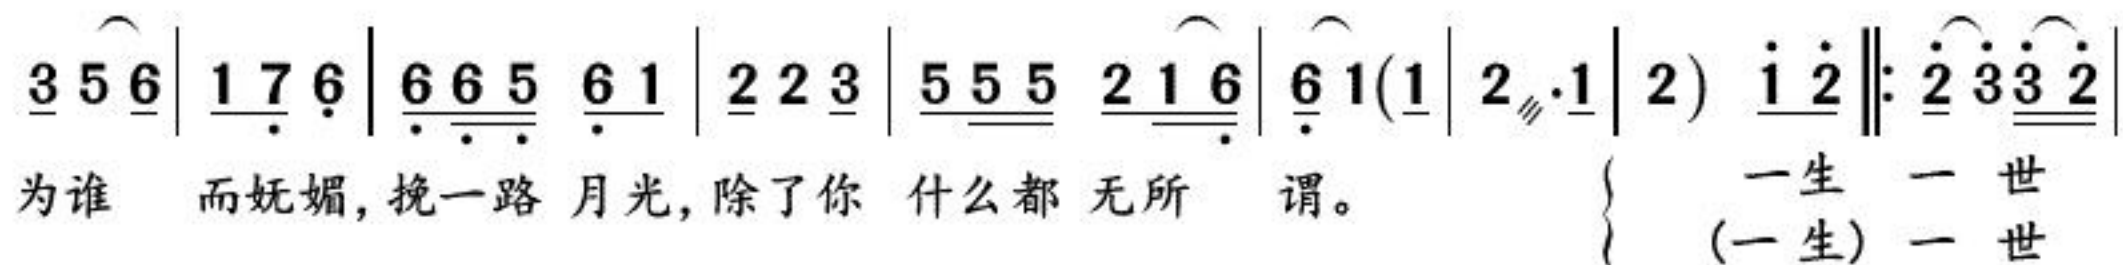 3 5 6 | 1 7 6 | 6 6 5 6 1 | 2 2 3 | 5 5 5 2 1 6 | 6 1 (1 | 2 · 1 | 2) 1 2 ‖: 2 3 3 2 |
为谁 而妩媚,挽一路 月光,除了你 什么都 无所 谓。 一生 一 世
(一生) 一 世